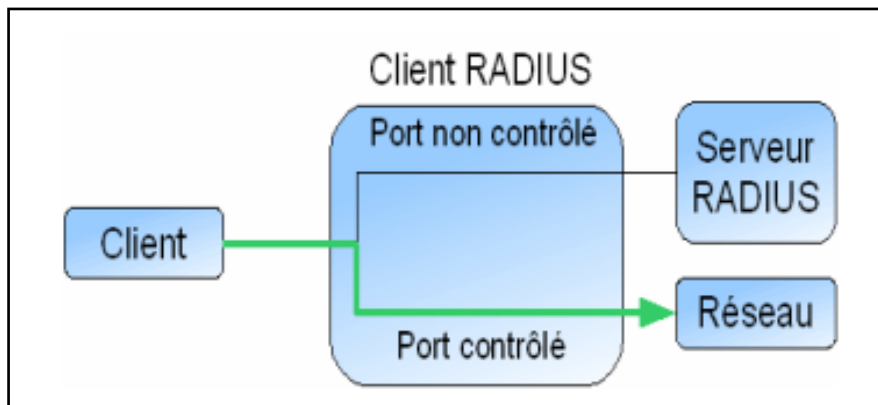 Client RADIUS
Port non contrôlé
Serveur
RADIUS
Client
Réseau
Port contrôlé